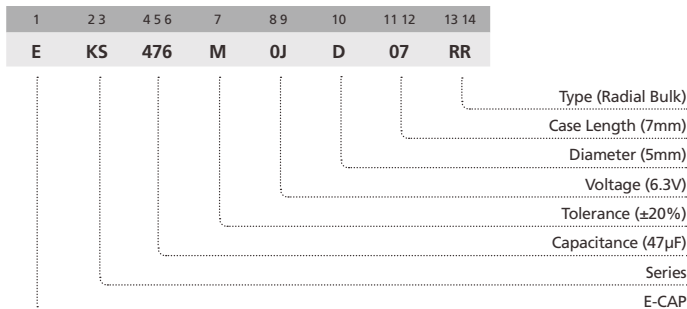 1 2 3 4 5 6 7 8 9 10 11 12 13 14
E KS 476 M 0J D 07 RR
Type (Radial Bulk)
Case Length (7mm)
Diameter (5mm)
Voltage (6.3V)
Tolerance (±20%)
Capacitance (47µF)
Series
E-CAP